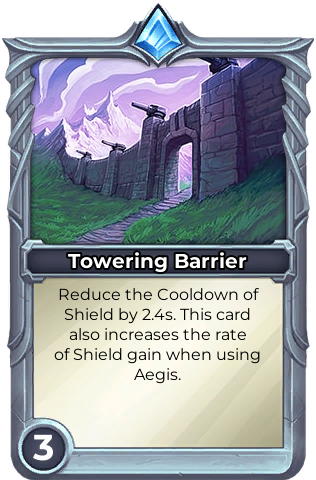 Towering Barrier
Reduce the Cooldown of
Shield by 2.4s. This card
also increases the rate
of Shield gain when using
Aegis.
3